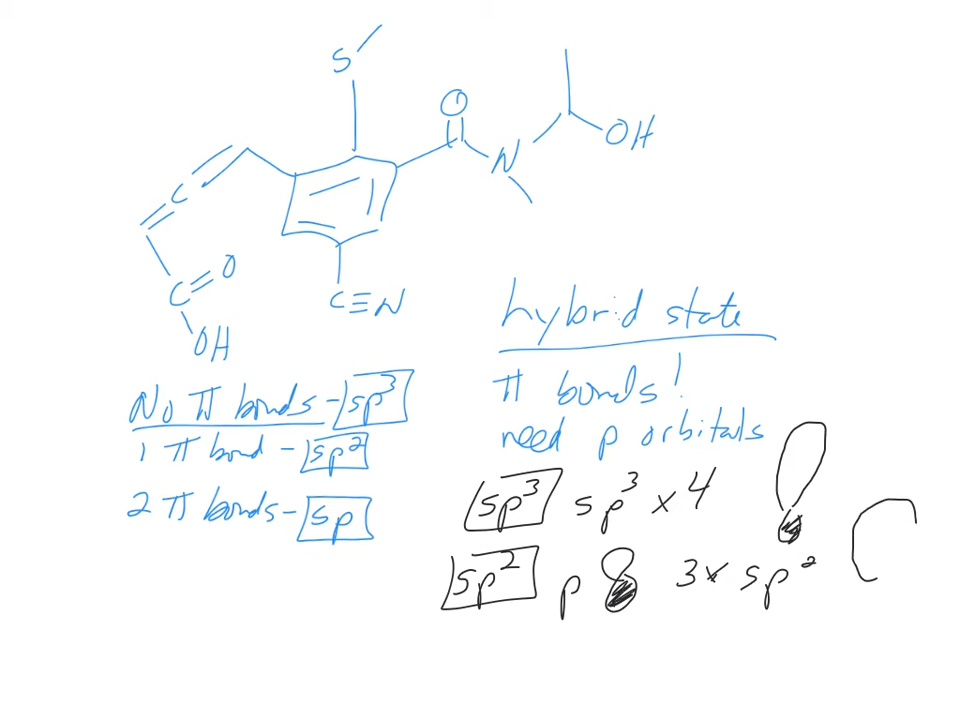 S
O
N
OH
C
C
O
OH
C≡N
hybrid state
π bonds!
need p orbitals
No π bonds - sp³
1 π bond - sp²
2 π bonds - sp
sp³ sp³ x 4
sp² p 3x sp²